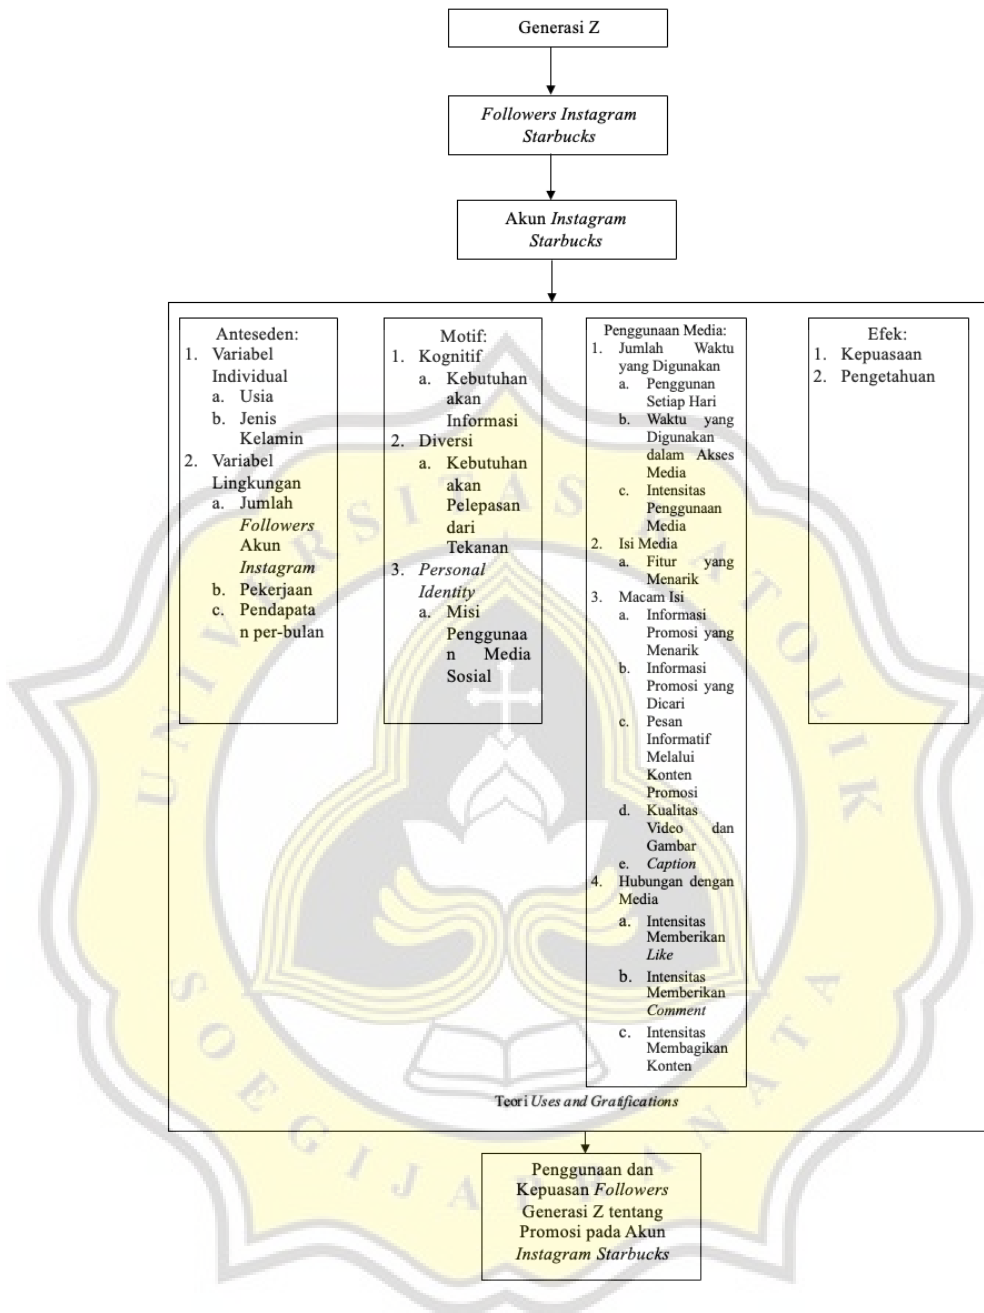 Generasi Z
Followers Instagram
Starbucks
Akun Instagram
Starbucks
Anteseden:
1. Variabel
Individual
a. Usia
b. Jenis
Kelamin
2. Variabel
Lingkungan
a. Jumlah
Followers
Akun
Instagram
b. Pekerjaan
c. Pendapata
n per-bulan
Motif:
1. Kognitif
a. Kebutuhan
akan
Informasi
2. Diversi
a. Kebutuhan
akan
Pelepasan
dari
Tekanan
3. Personal
Identity
a. Misi
Penggunaa
n Media
Sosial
Penggunaan Media:
1. Jumlah Waktu
yang Digunakan
a. Penggunan
Setiap Hari
b. Waktu yang
Digunakan
dalam Akses
Media
c. Intensitas
Penggunaan
Media
2. Isi Media
a. Fitur yang
Menarik
3. Macam Isi
a. Informasi
Promosi yang
Menarik
b. Informasi
Promosi yang
Dicari
c. Pesan
Informatif
Melalui
Konten
Promosi
d. Kualitas
Video dan
Gambar
e. Caption
4. Hubungan dengan
Media
a. Intensitas
Memberikan
Like
b. Intensitas
Memberikan
Comment
c. Intensitas
Membagikan
Konten
Efek:
1. Kepuasaan
2. Pengetahuan
Teori Uses and Gratifications
Penggunaan dan
Kepuasan Followers
Generasi Z tentang
Promosi pada Akun
Instagram Starbucks
UNIVERSITAS KATOLIK
SOEGIJAPRANATA